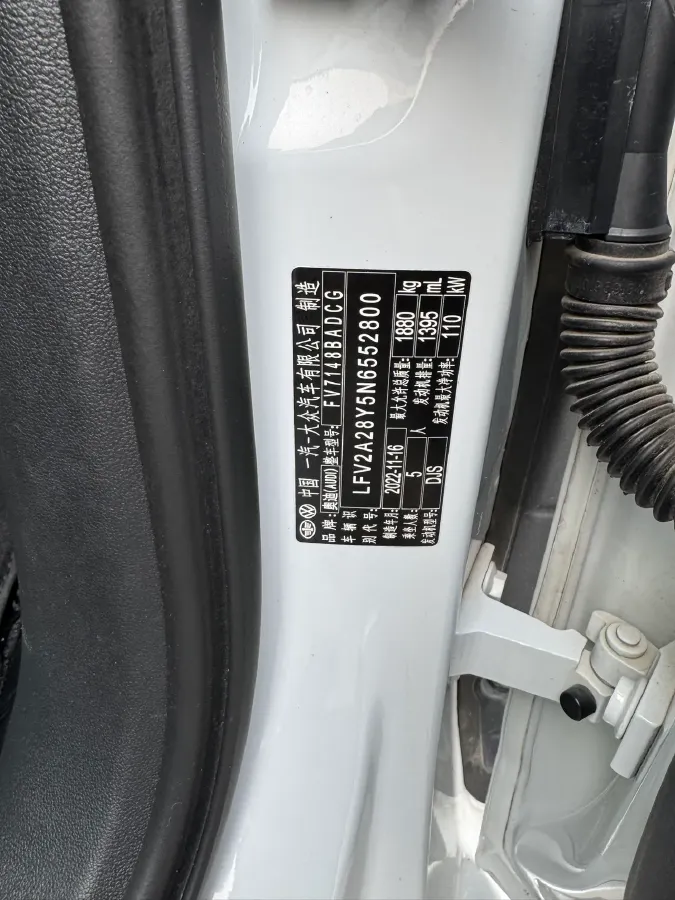 中国 一汽-大众汽车有限公司 制造
品牌: 奥迪(AUDI) 整车型号: FV7148BADCG
车辆识别代号: LFV2A28Y5N6552800
制造年月: 2022-11-16 最大允许总质量: 1880 kg
乘坐人数: 5 人 发动机排量: 1395 mL
发动机型号: DJS 发动机最大净功率: 110 kW